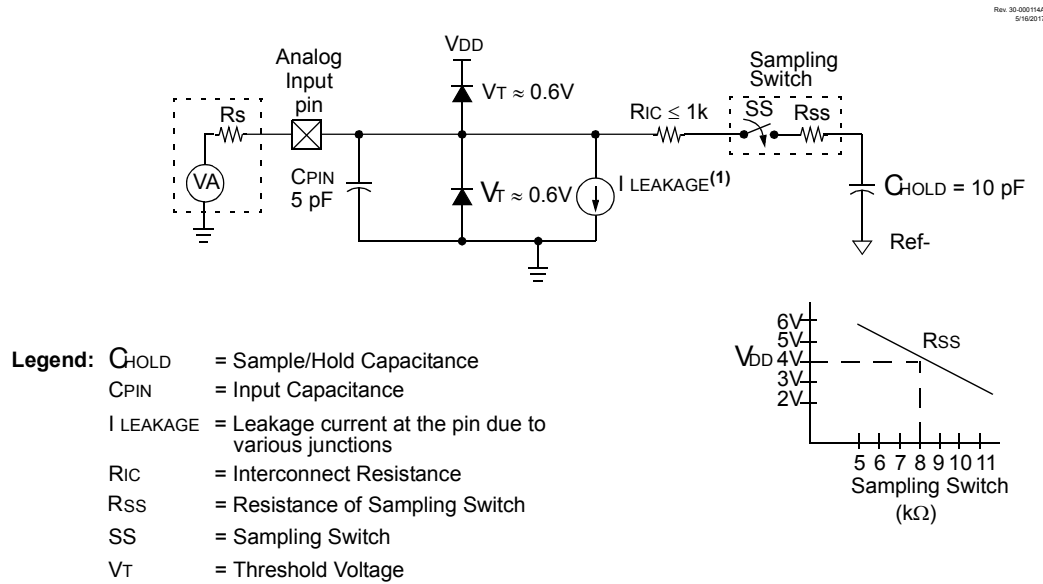 Rev. 30-000114A
5/16/2017
VDD
Analog
Input
pin
Sampling
Switch
VT ≈ 0.6V
Rs
RIC ≤ 1k
SS
Rss
VA
CPIN
5 pF
VT ≈ 0.6V
I LEAKAGE(1)
CHOLD = 10 pF
Ref-
6V
5V
VDD 4V
3V
2V
Rss
5 6 7 8 9 10 11
Sampling Switch
(kΩ)
Legend: CHOLD = Sample/Hold Capacitance
CPIN = Input Capacitance
I LEAKAGE = Leakage current at the pin due to
various junctions
RIC = Interconnect Resistance
RSS = Resistance of Sampling Switch
SS = Sampling Switch
VT = Threshold Voltage